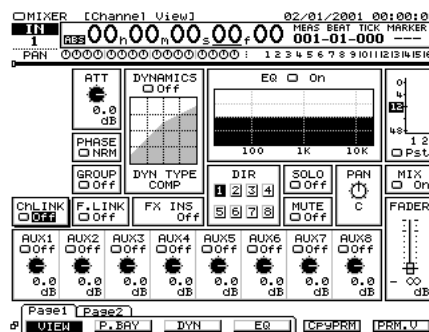 MIXER [Channel View] 02/01/2001 00:00:0
IN 1 ABS 00h00m00s00f00 MEAS BEAT TICK MARKER
001-01-000 ---
PAN 1 2 3 4 5 6 7 8 9 10 11 12 13 14 15 16
ATT DYNAMICS EQ On
Off
0.0 dB
0 4 12 48
PHASE NRM
100 1K 10K
1 2
Pst
GROUP Off
DYN TYPE COMP
DIR
1 2 3 4
5 6 7 8
SOLO Off
PAN
C
MIX On
ChLINK Off
F.LINK Off
FX INS Off
MUTE Off
FADER
AUX1 AUX2 AUX3 AUX4 AUX5 AUX6 AUX7 AUX8
Off Off Off Off Off Off Off Off
0.0 0.0 0.0 0.0 0.0 0.0 0.0 0.0 - ∞
dB dB dB dB dB dB dB dB dB
Page1 Page2
VIEW P.BAY DYN EQ CPyPRM PRM.V